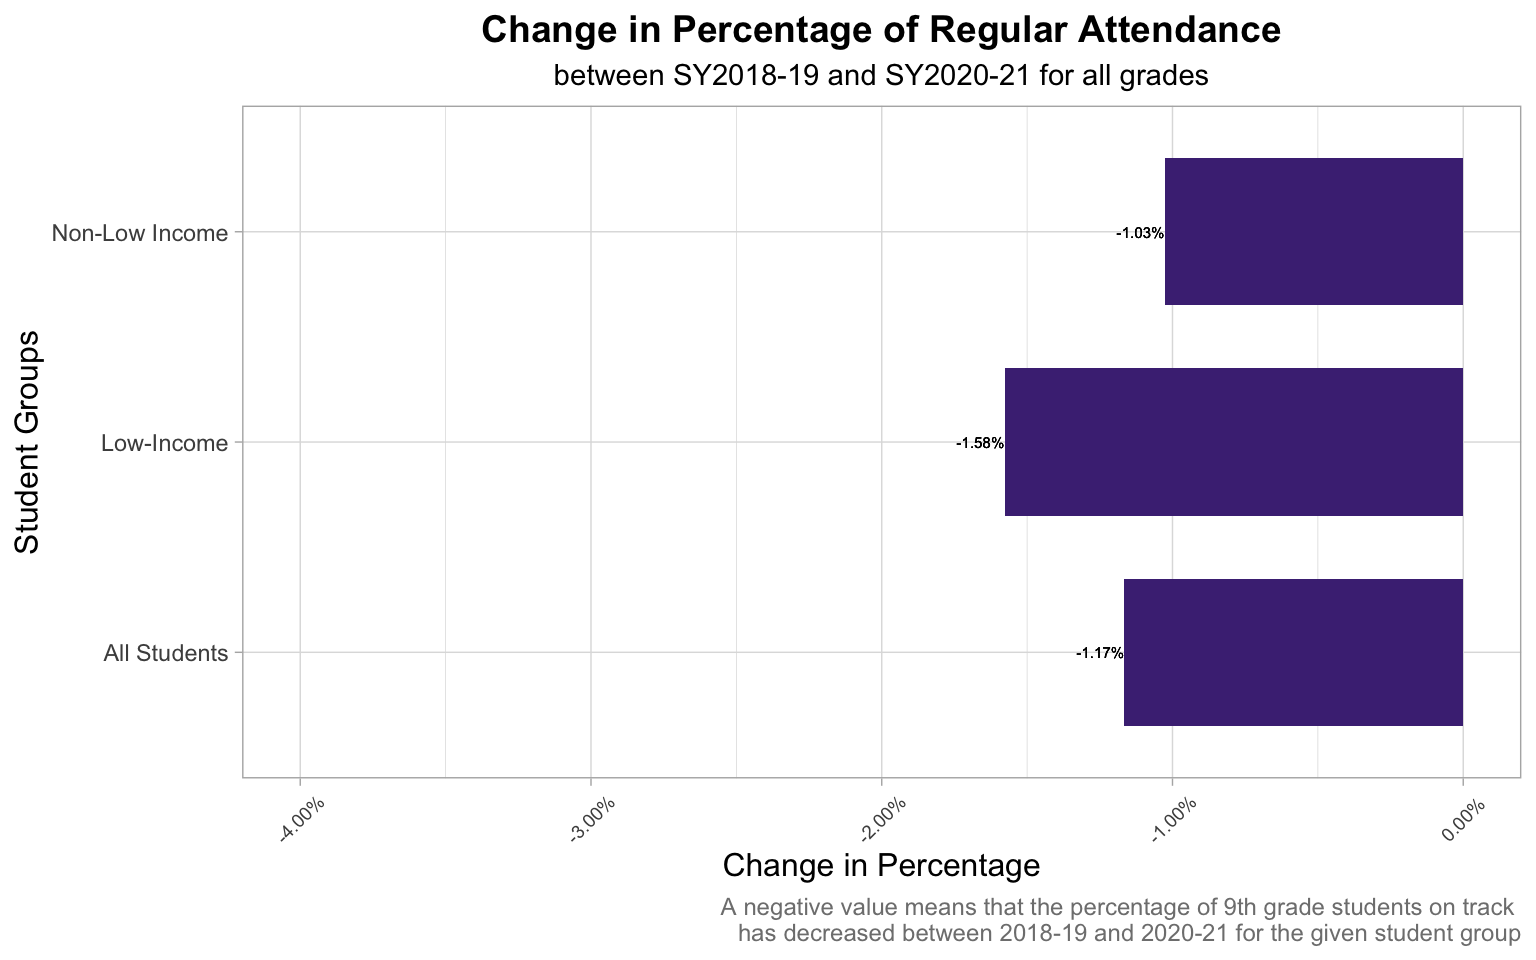 Change in Percentage of Regular Attendance
between SY2018-19 and SY2020-21 for all grades
Student Groups
Non-Low Income
-1.03%
Low-Income
-1.58%
All Students
-1.17%
-4.00%
-3.00%
-2.00%
-1.00%
0.00%
Change in Percentage
A negative value means that the percentage of 9th grade students on track
has decreased between 2018-19 and 2020-21 for the given student group